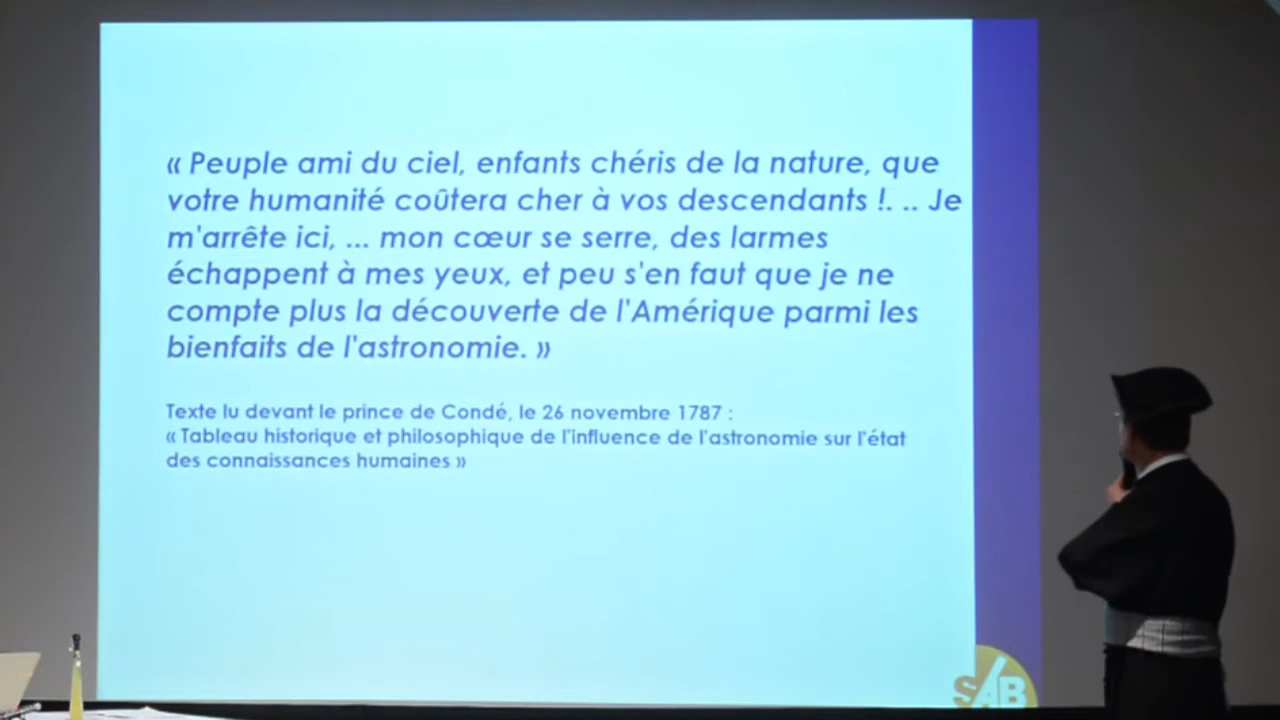 « Peuple ami du ciel, enfants chéris de la nature, que
votre humanité coûtera cher à vos descendants !. .. Je
m'arrête ici, ... mon cœur se serre, des larmes
échappent à mes yeux, et peu s'en faut que je ne
compte plus la découverte de l'Amérique parmi les
bienfaits de l'astronomie. »
Texte lu devant le prince de Condé, le 26 novembre 1787 :
« Tableau historique et philosophique de l'influence de l'astronomie sur l'état
des connaissances humaines »
SAB